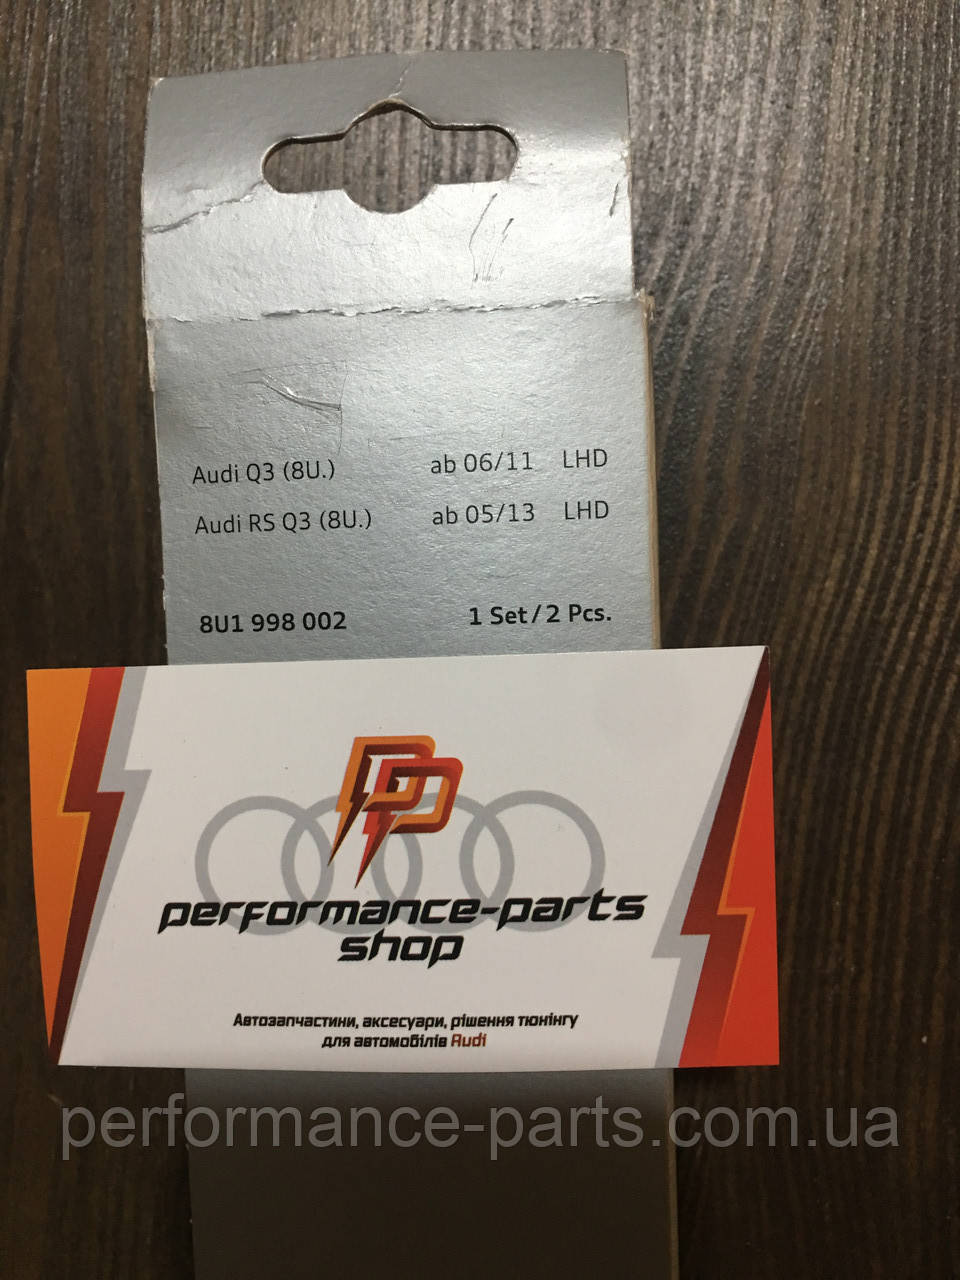 Audi Q3 (8U.) ab 06/11 LHD
Audi RS Q3 (8U.) ab 05/13 LHD
8U1 998 002 1 Set / 2 Pcs.
PP
performance-parts
shop
Автозапчастини, аксесуари, рішення тюнінгу
для автомобілів Audi
performance-parts.com.ua